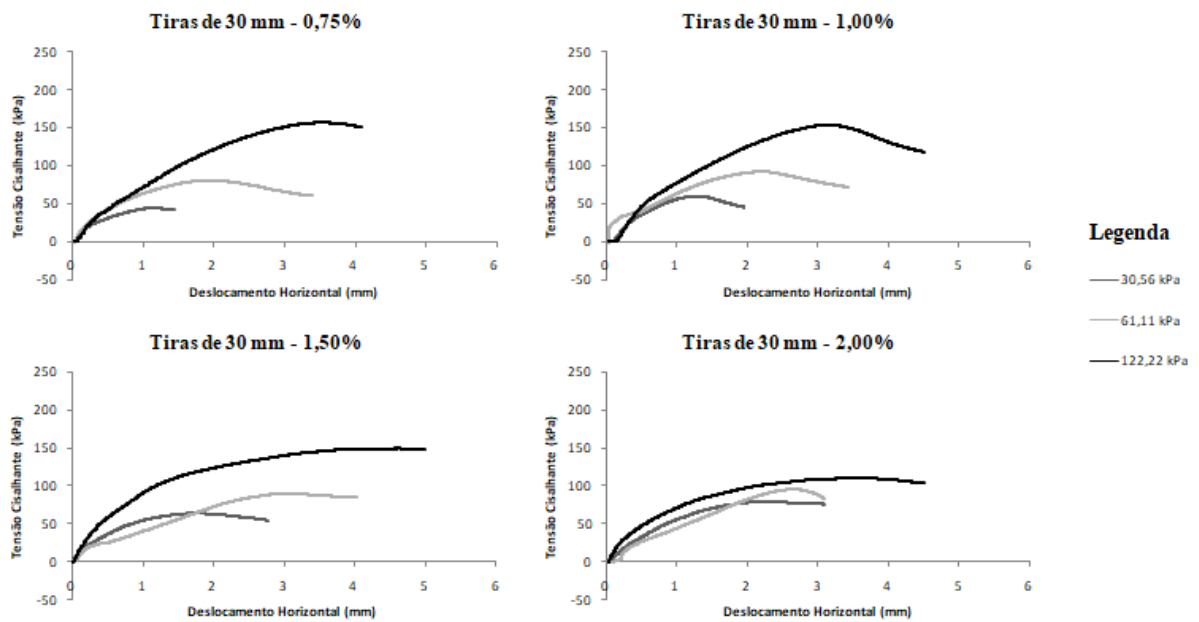 Tiras de 30 mm - 0,75%
250
200
150
100
50
0
-50
Tensão Cisalhante (kPa)
0 1 2 3 4 5 6
Deslocamento Horizontal (mm)
Tiras de 30 mm - 1,00%
250
200
150
100
50
0
-50
Tensão Cisalhante (kPa)
0 1 2 3 4 5 6
Deslocamento Horizontal (mm)
Legenda
30,56 kPa
61,11 kPa
122,22 kPa
Tiras de 30 mm - 1,50%
250
200
150
100
50
0
-50
Tensão Cisalhante (kPa)
0 1 2 3 4 5 6
Deslocamento Horizontal (mm)
Tiras de 30 mm - 2,00%
250
200
150
100
50
0
-50
Tensão Cisalhante (kPa)
0 1 2 3 4 5 6
Deslocamento Horizontal (mm)